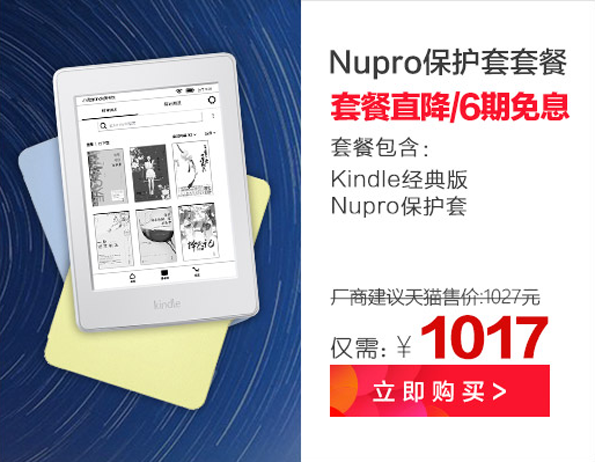 Nupro保护套套餐
套餐直降/6期免息
套餐包含：
Kindle经典版
Nupro保护套
厂商建议天猫售价:1027元
仅需：￥1017
立即购买>
kindle